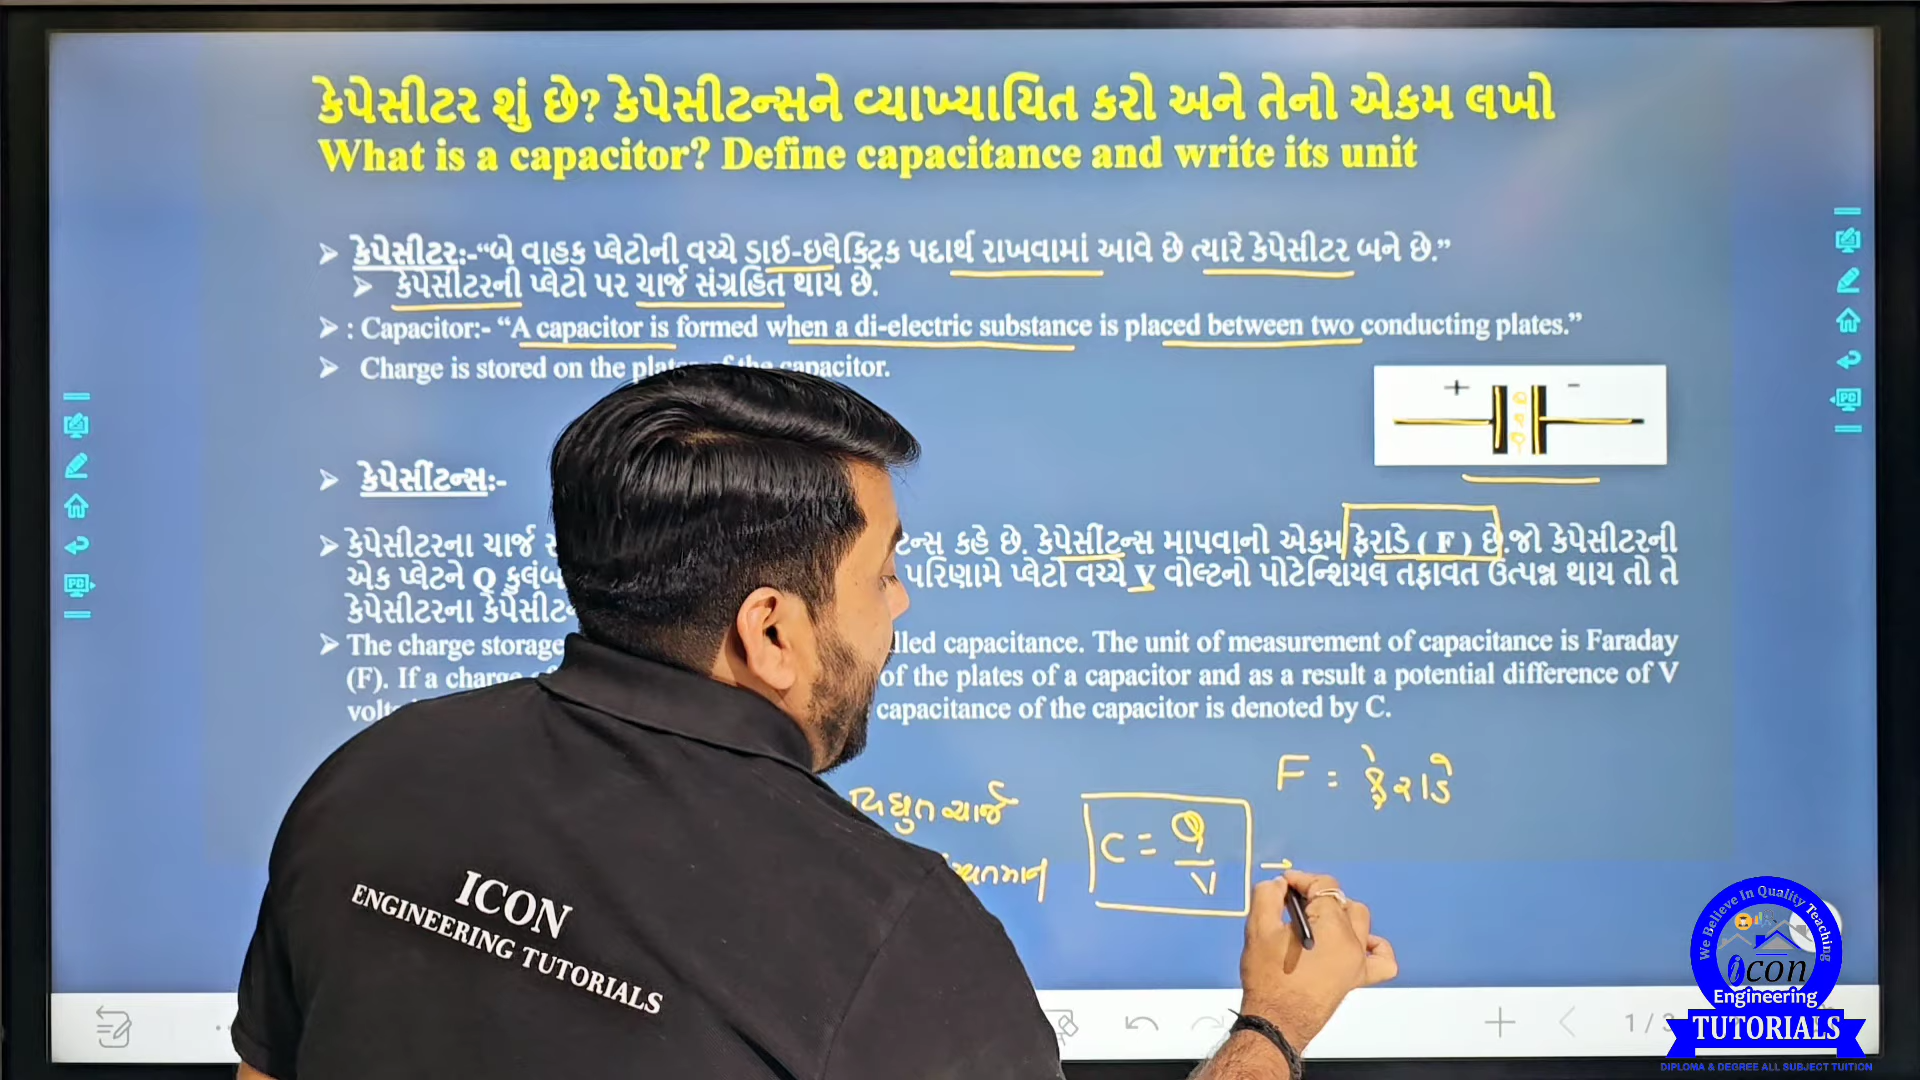 કેપેસીટર શું છે? કેપેસીટન્સને વ્યાખ્યાયિત કરો અને તેનો એકમ લખો
What is a capacitor? Define capacitance and write its unit
કેપેસીટર:-“બે વાહક પ્લેટોની વચ્ચે ડાઈ-ઇલેક્ટ્રિક પદાર્થ રાખવામાં આવે છે ત્યારે કેપેસીટર બને છે.”
કેપેસીટરની પ્લેટો પર ચાર્જ સંગ્રહિત થાય છે.
: Capacitor:- “A capacitor is formed when a di-electric substance is placed between two conducting plates.”
Charge is stored on the plates of the capacitor.
+ -
કેપેસીંટન્સ:-
કેપેસીટરના ચાર્જ ટન્સ કહે છે. કેપેસીંટન્સ માપવાનો એકમ ફેરાડે ( F ) છે.જો કેપેસીટરની
એક પ્લેટને Q કુલંબ પરિણામે પ્લેટો વચ્ચે V વોલ્ટનો પોટેન્શિયલ તફાવત ઉત્પન્ન થાય તો તે
કેપેસીટરના કેપેસીટ
The charge storage lled capacitance. The unit of measurement of capacitance is Faraday
(F). If a charge of the plates of a capacitor and as a result a potential difference of V
volt capacitance of the capacitor is denoted by C.
F = ફેરાડે
વિદ્યુત ચાર્જ
C = Q
V
ICON
ENGINEERING TUTORIALS
We Believe In Quality Teaching
icon
Engineering
TUTORIALS
DIPLOMA & DEGREE ALL SUBJECT TUITION
1 / 3